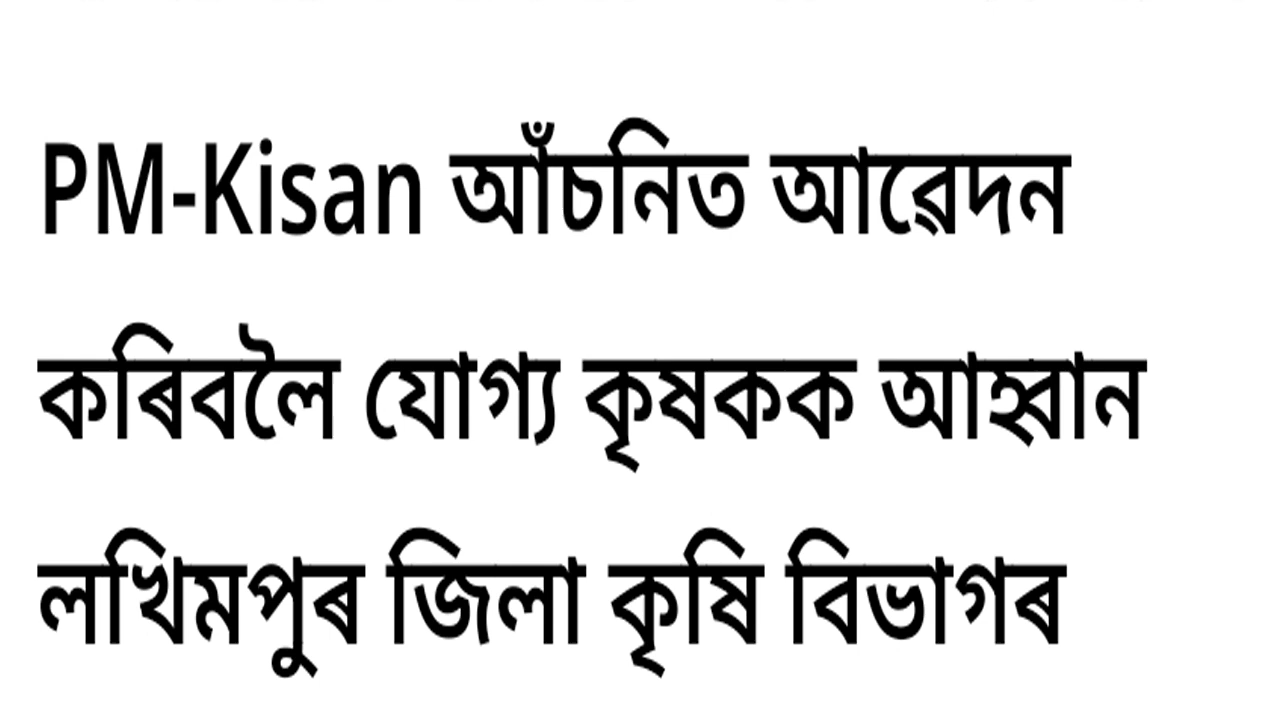 PM-Kisan আঁচনিত আৱেদন
কৰিবলৈ যোগ্য কৃষকক আহ্বান
লখিমপুৰ জিলা কৃষি বিভাগৰ